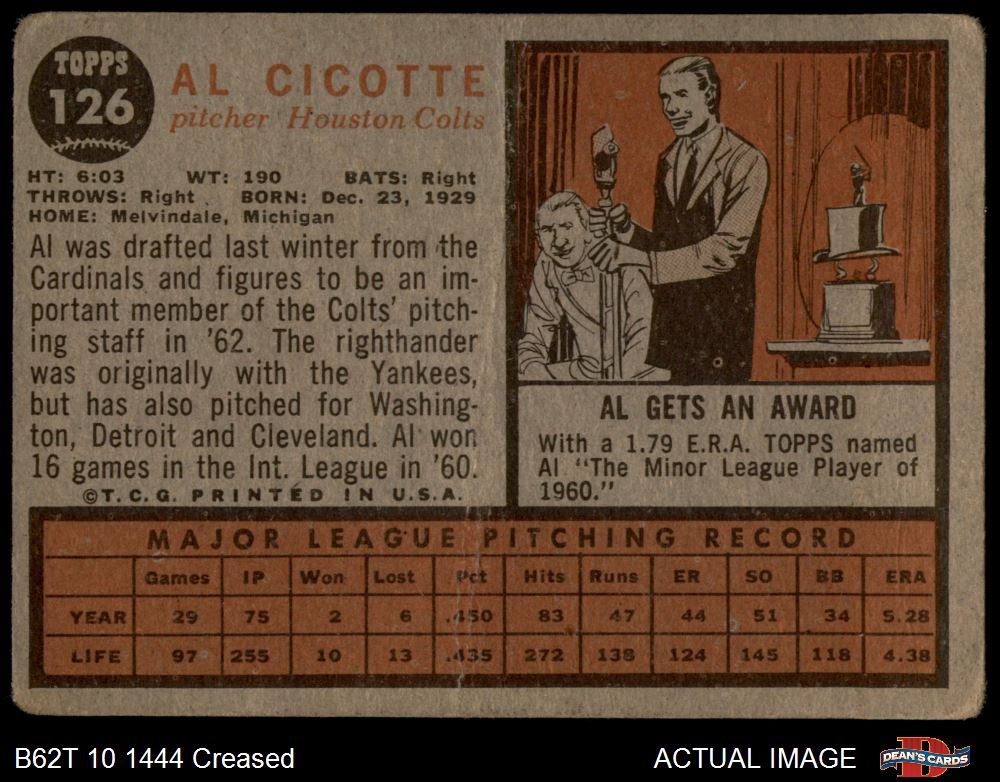 TOPPS
126
AL CICOTTE
pitcher Houston Colts
HT: 6:03 WT: 190 BATS: Right
THROWS: Right BORN: Dec. 23, 1929
HOME: Melvindale, Michigan
Al was drafted last winter from the
Cardinals and figures to be an im-
portant member of the Colts' pitch-
ing staff in '62. The righthander
was originally with the Yankees,
but has also pitched for Washing-
ton, Detroit and Cleveland. Al won
16 games in the Int. League in '60.
©T.C.G. PRINTED IN U.S.A.
AL GETS AN AWARD
With a 1.79 E.R.A. TOPPS named
Al "The Minor League Player of
1960."
MAJOR LEAGUE PITCHING RECORD
Games IP Won Lost Pct Hits Runs ER SO BB ERA
YEAR 29 75 2 6 .450 83 47 44 51 34 5.28
LIFE 97 255 10 13 .435 272 138 124 145 118 4.38
B62T 10 1444 Creased
ACTUAL IMAGE
DEAN'S CARDS